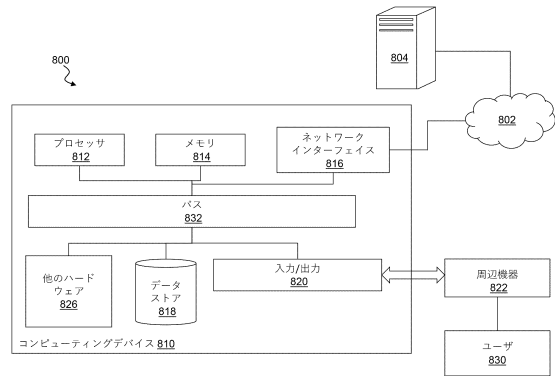 800
804
802
プロセッサ
812
メモリ
814
ネットワーク
インターフェイス
816
バス
832
他のハード
ウェア
826
データ
ストア
818
入力/出力
820
周辺機器
822
コンピューティングデバイス 810
ユーザ
830